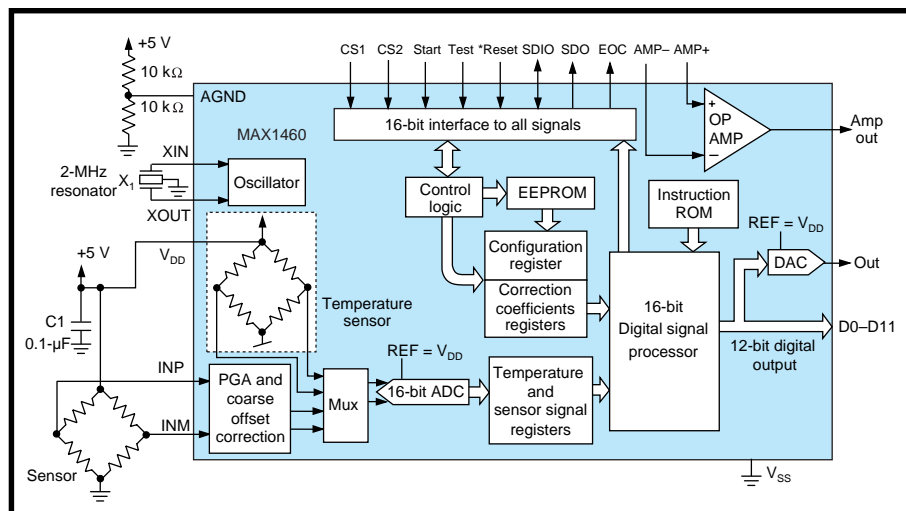 +5 V
10 kΩ
10 kΩ
AGND
CS1 CS2 Start Test *Reset SDIO SDO EOC AMP– AMP+
MAX1460
16-bit interface to all signals
+
OP
AMP
–
Amp
out
XIN
2-MHz
resonator
X1
XOUT
Oscillator
Control
logic
EEPROM
Instruction
ROM
REF = VDD
DAC
Out
+5 V
VDD
Configuration
register
Correction
coefficients
registers
16-bit
Digital signal
processor
Temperature
sensor
C1
0.1-µF
D0–D11
12-bit digital
output
REF = VDD
INP
PGA and
coarse
offset
correction
Mux
16-bit ADC
Temperature
and
sensor signal
registers
INM
Sensor
VSS